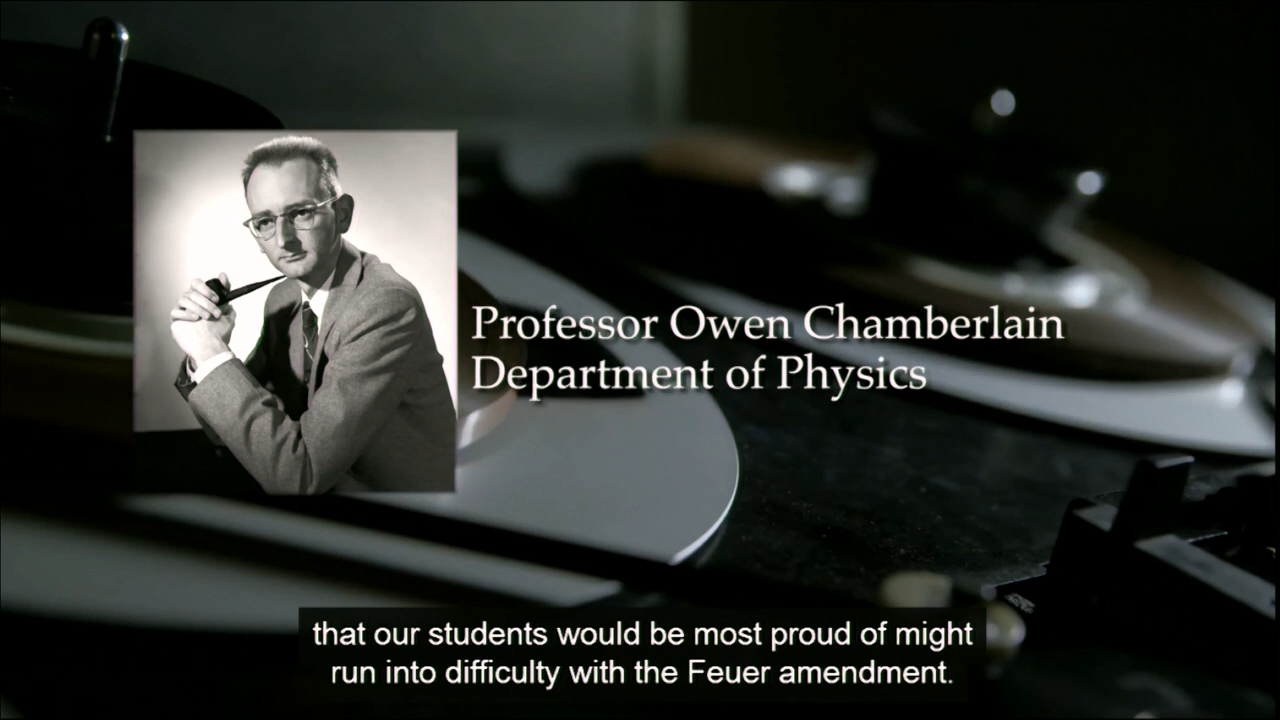 Professor Owen Chamberlain
Department of Physics
that our students would be most proud of might
run into difficulty with the Feuer amendment.